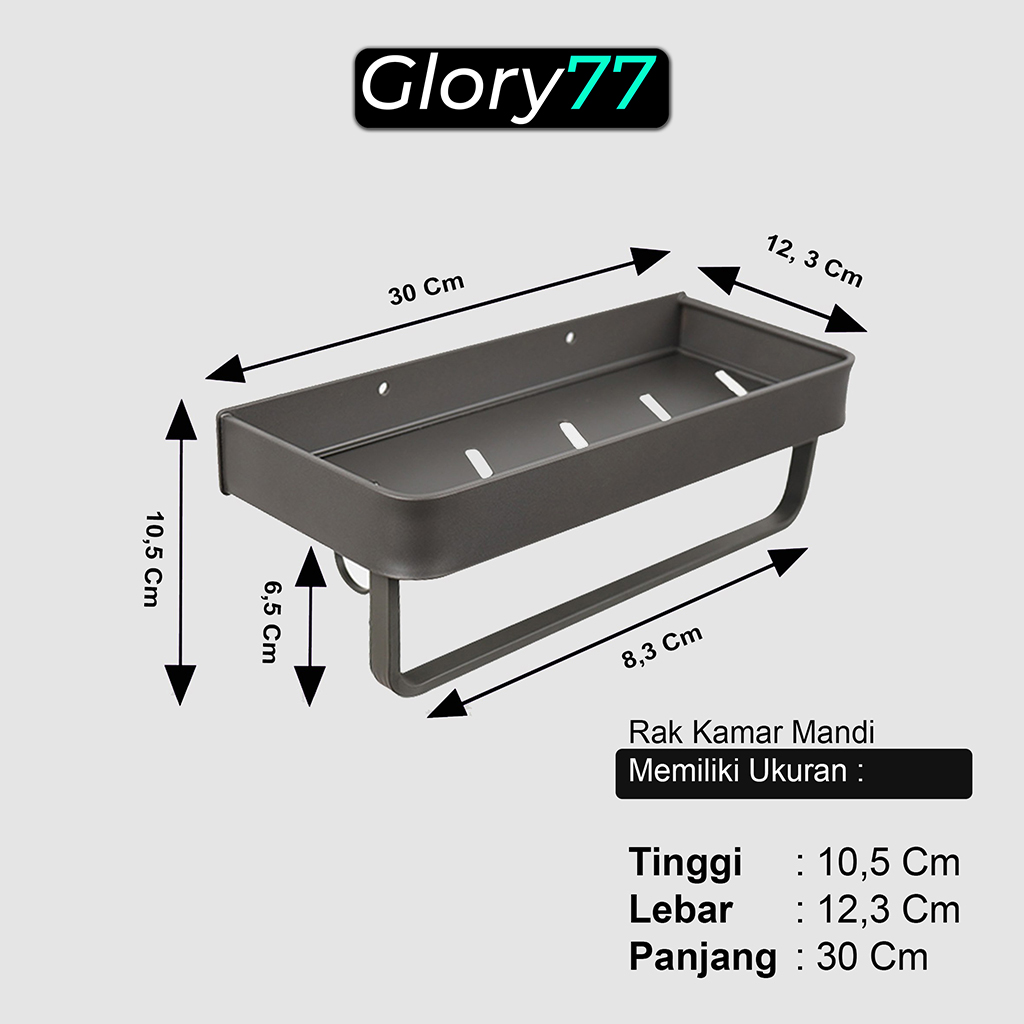 Glory77
30 Cm
12, 3 Cm
10,5 Cm
6,5 Cm
8,3 Cm
Rak Kamar Mandi
Memiliki Ukuran :
Tinggi : 10,5 Cm
Lebar : 12,3 Cm
Panjang : 30 Cm